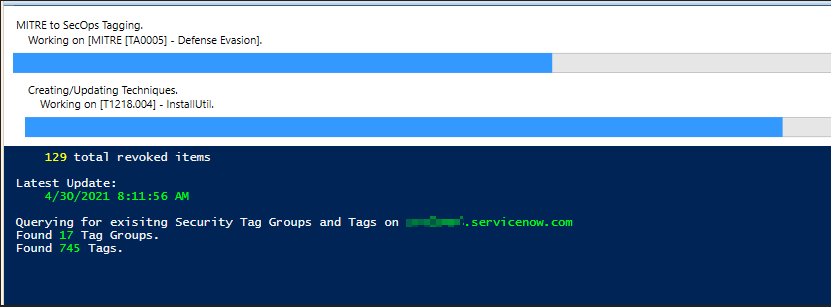 MITRE to SecOps Tagging.
Working on [MITRE [TA0005] - Defense Evasion].
Creating/Updating Techniques.
Working on [T1218.004] - InstallUtil.
129 total revoked items
Latest Update:
4/30/2021 8:11:56 AM
Querying for exisitng Security Tag Groups and Tags on .servicenow.com
Found 17 Tag Groups.
Found 745 Tags.